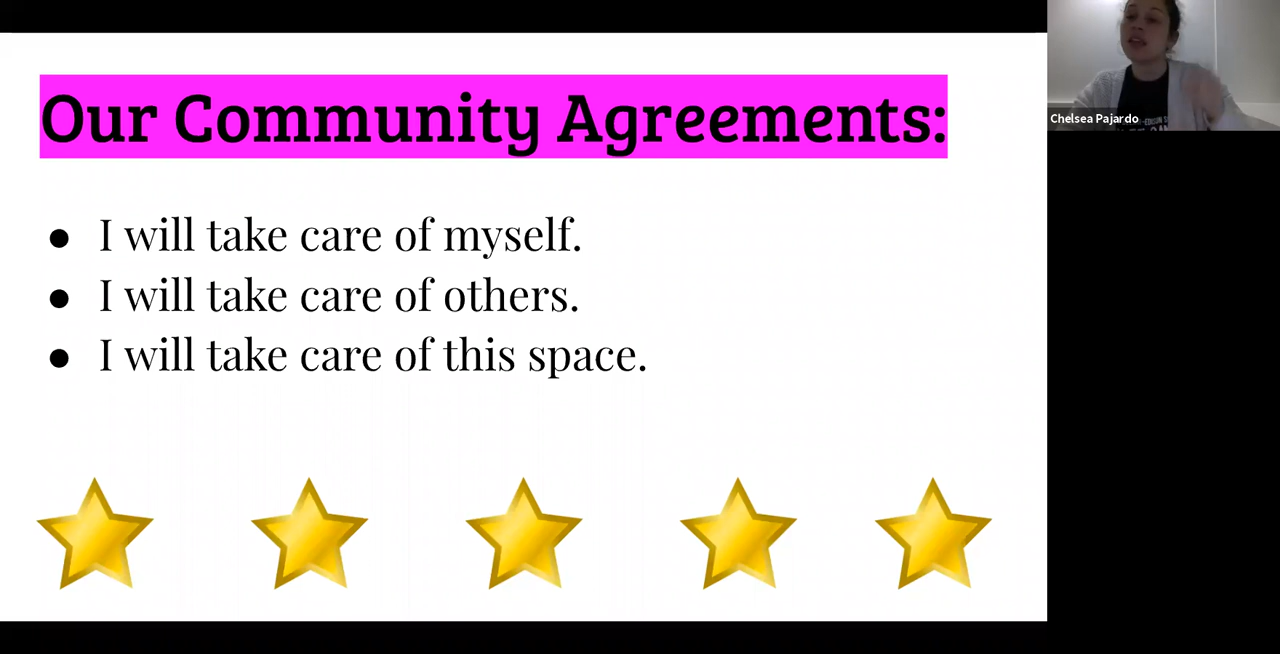 Our Community Agreements:
● I will take care of myself.
● I will take care of others.
● I will take care of this space.
Chelsea Pajardo